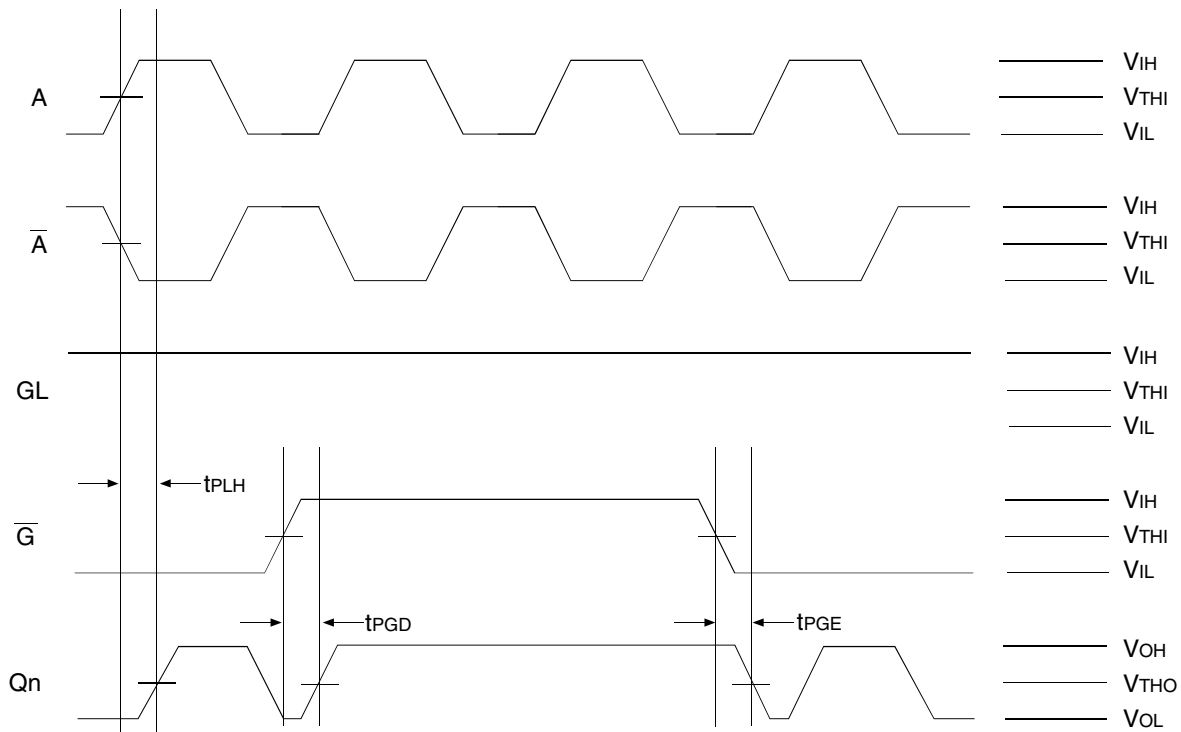 A
VIH
VTHI
VIL
A
VIH
VTHI
VIL
GL
VIH
VTHI
VIL
tPLH
G
VIH
VTHI
VIL
tPGD
tPGE
Qn
VOH
VTHO
VOL